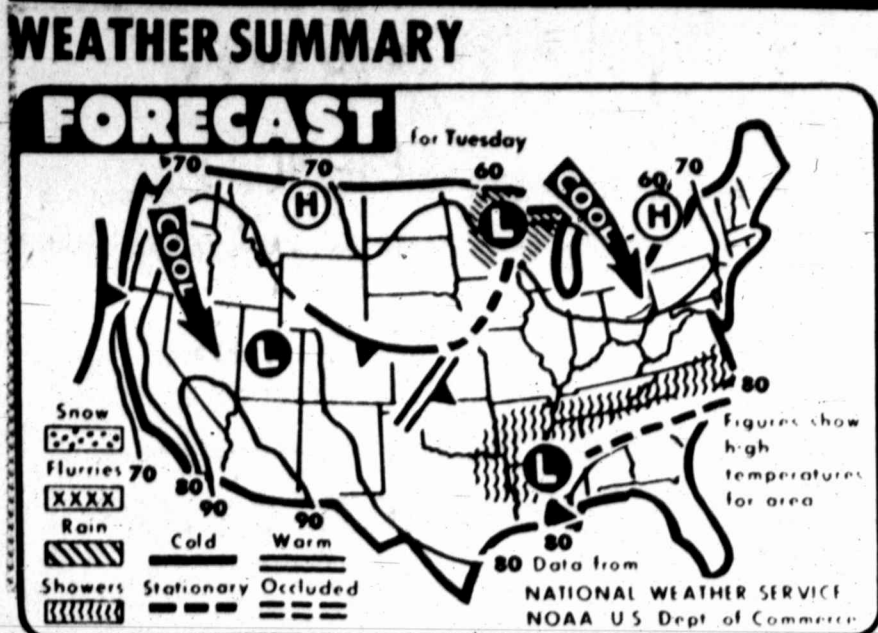 WEATHER SUMMARY
FORECAST for Tuesday
70 70 60 60 70
H L H
COOL COOL
L
80
L
Snow
Flurries
70 80 90 90
Rain
Showers
Cold Warm
Stationary Occluded
80
80
Figures show
high
temperatures
for area
Data from
NATIONAL WEATHER SERVICE
NOAA US Dept of Commerce